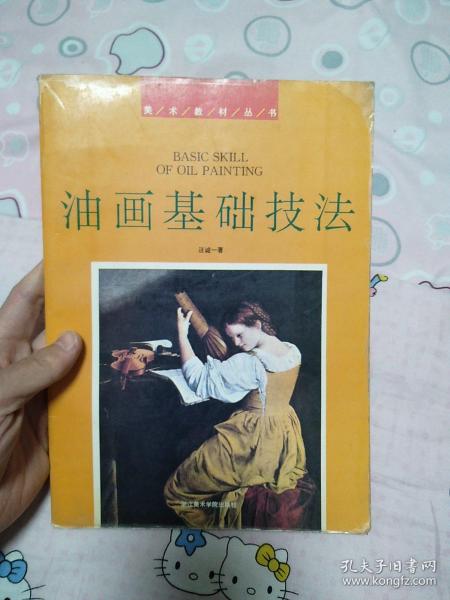 美/术/教/材/丛/书
BASIC SKILL
OF OIL PAINTING
油画基础技法
汪诚一著
浙江美术学院出版社
孔夫子旧书网
www.kongfz.com